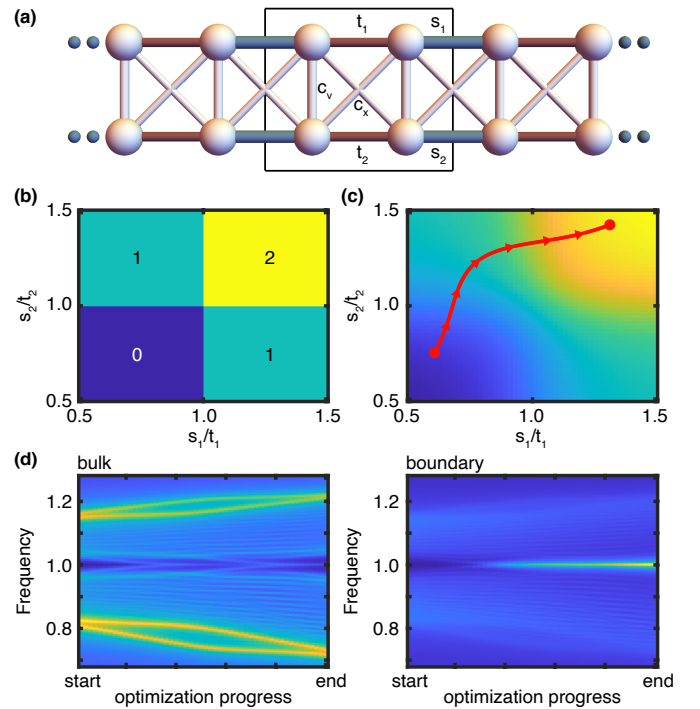 (a)
t₁ s₁
cᵥ
cₓ
t₂ s₂
(b) (c)
1.5 1.5
1 2
s₂/t₂ 1.0 s₂/t₂ 1.0
0 1
0.5 0.5
0.5 1.0 1.5 0.5 1.0 1.5
s₁/t₁ s₁/t₁
(d) bulk boundary
1.2 1.2
Frequency 1.0 Frequency 1.0
0.8 0.8
start end start end
optimization progress optimization progress